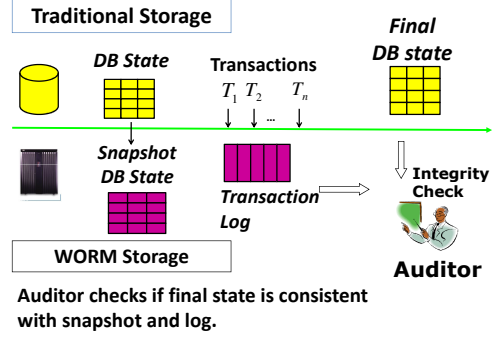 Traditional Storage
Final
DB state
DB State
Transactions
T1 T2 ... Tn
Snapshot
DB State
Transaction
Log
Integrity
Check
Auditor
WORM Storage
Auditor checks if final state is consistent
with snapshot and log.